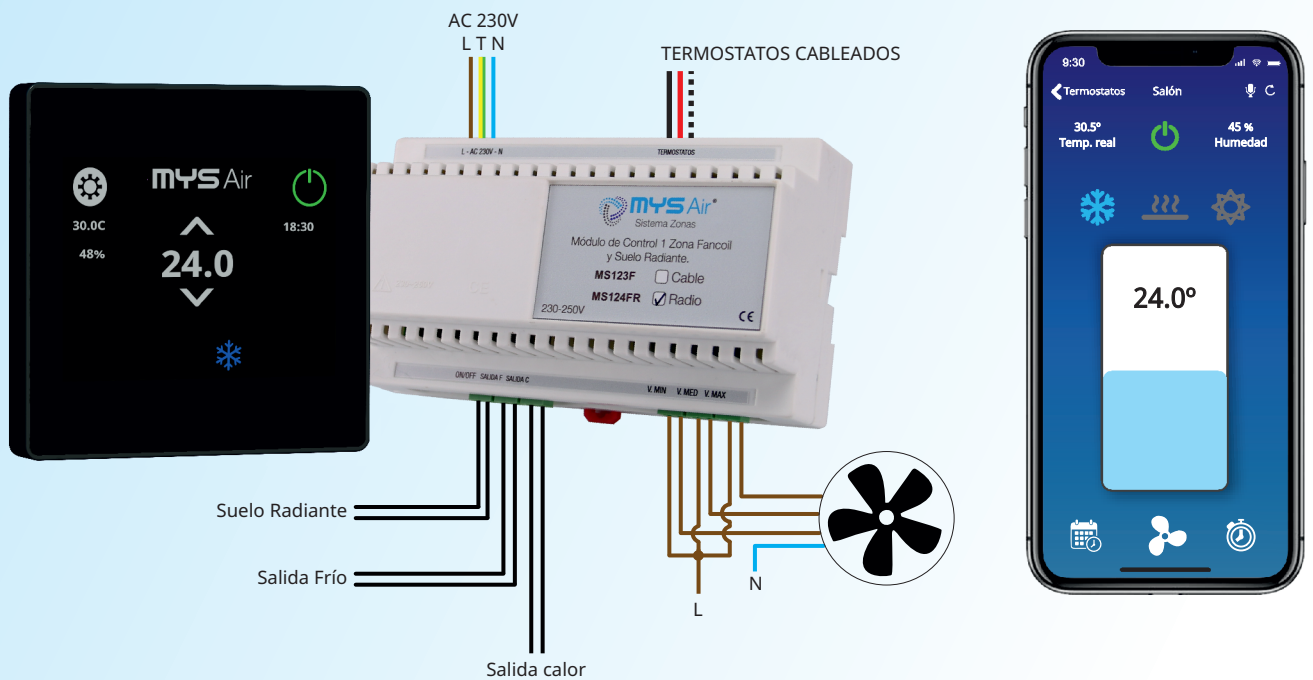 AC 230V
L T N
TERMOSTATOS CABLEADOS
L - AC 230V - N
TERMOSTATOS
MYS Air
30.0C
18:30
48%
24.0
MYS Air®
Sistema Zonas
Módulo de Control 1 Zona Fancoil
y Suelo Radiante.
MS123F Cable
MS124FR Radio
230-250V
CE
ON/OFF SALIDA F SALIDA C
V. MIN V. MED V. MAX
Suelo Radiante
Salida Frío
Salida calor
L
N
9:30
Termostatos Salón
30.5º
Temp. real
45 %
Humedad
24.0º